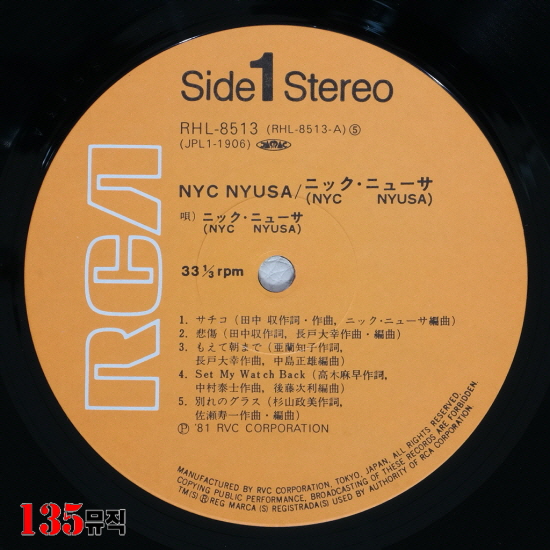 Side 1 Stereo
RHL-8513 (RHL-8513-A) ⑤
(JPL1-1906)
NYC NYUSA/ニック・ニューサ
(NYC NYUSA)
唄) ニック・ニューサ
(NYC NYUSA)
33 1/3 rpm
RCA
1. サチコ (田中 収作詞・作曲, ニック・ニューサ編曲)
2. 悲傷 (田中収作詞, 長戸大幸作曲・編曲)
3. もえて朝まで (亜蘭知子作詞,
長戸大幸作曲, 中島正雄編曲)
4. Set My Watch Back (高木麻早作詞,
中村泰士作曲, 後藤次利編曲)
5. 別れのグラス (杉山政美作詞,
佐瀬寿一作曲・編曲)
Ⓟ '81 RVC CORPORATION
MANUFACTURED BY RVC CORPORATION, TOKYO, JAPAN. ALL RIGHTS RESERVED.
COPYING PUBLIC PERFORMANCE, BROADCASTING OF THESE RECORDS ARE FORBIDDEN.
TM(S) ® REG MARCA (S) REGISTRADA(S) USED BY AUTHORITY OF RCA CORPORATION.
135뮤직